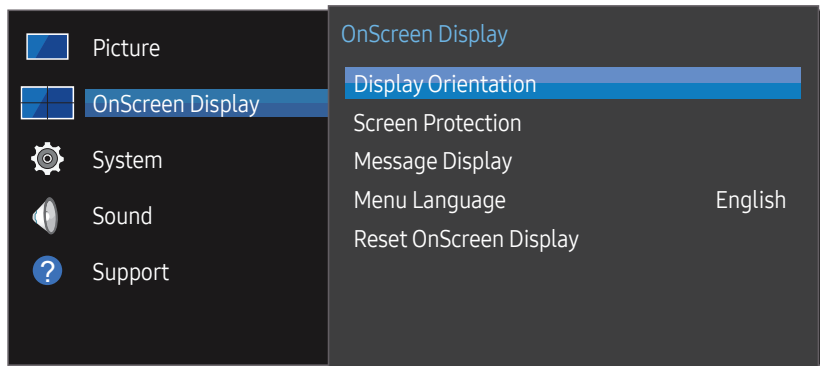 Picture
OnScreen Display
System
Sound
?
Support
OnScreen Display
Display Orientation
Screen Protection
Message Display
Menu Language English
Reset OnScreen Display